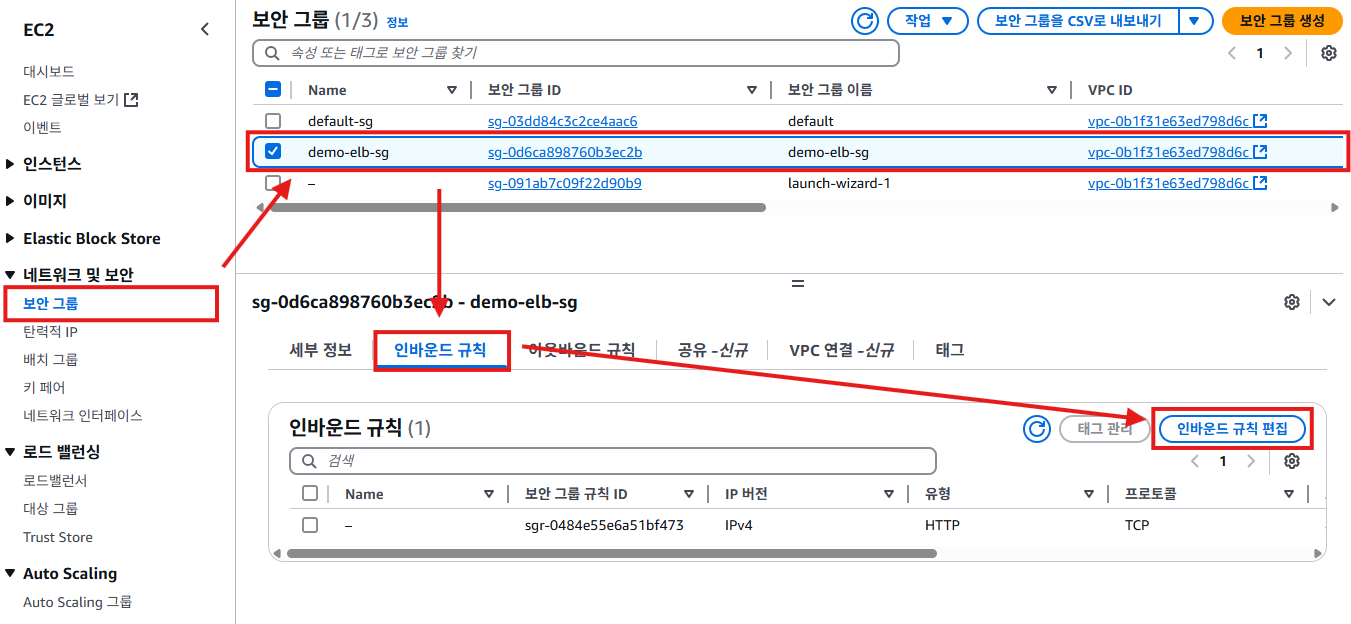 EC2
대시보드
EC2 글로벌 보기
이벤트
인스턴스
이미지
Elastic Block Store
네트워크 및 보안
보안 그룹
탄력적 IP
배치 그룹
키 페어
네트워크 인터페이스
로드 밸런싱
로드밸런서
대상 그룹
Trust Store
Auto Scaling
Auto Scaling 그룹
보안 그룹 (1/3) 정보
작업
보안 그룹을 CSV로 내보내기
보안 그룹 생성
속성 또는 태그로 보안 그룹 찾기
1
Name 보안 그룹 ID 보안 그룹 이름 VPC ID
default-sg sg-03dd84c3c2ce4aac6 default vpc-0b1f31e63ed798d6c
demo-elb-sg sg-0d6ca898760b3ec2b demo-elb-sg vpc-0b1f31e63ed798d6c
– sg-091ab7c09f22d90b9 launch-wizard-1 vpc-0b1f31e63ed798d6c
sg-0d6ca898760b3ec2b - demo-elb-sg
세부 정보 인바운드 규칙 아웃바운드 규칙 공유 -신규 VPC 연결 -신규 태그
인바운드 규칙 (1)
태그 관리 인바운드 규칙 편집
검색
1
Name 보안 그룹 규칙 ID IP 버전 유형 프로토콜
– sgr-0484e55e6a51bf473 IPv4 HTTP TCP